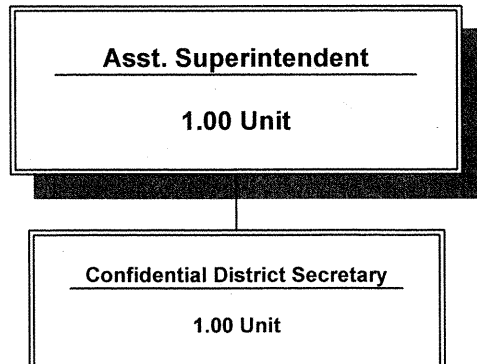 Asst. Superintendent
1.00 Unit
Confidential District Secretary
1.00 Unit